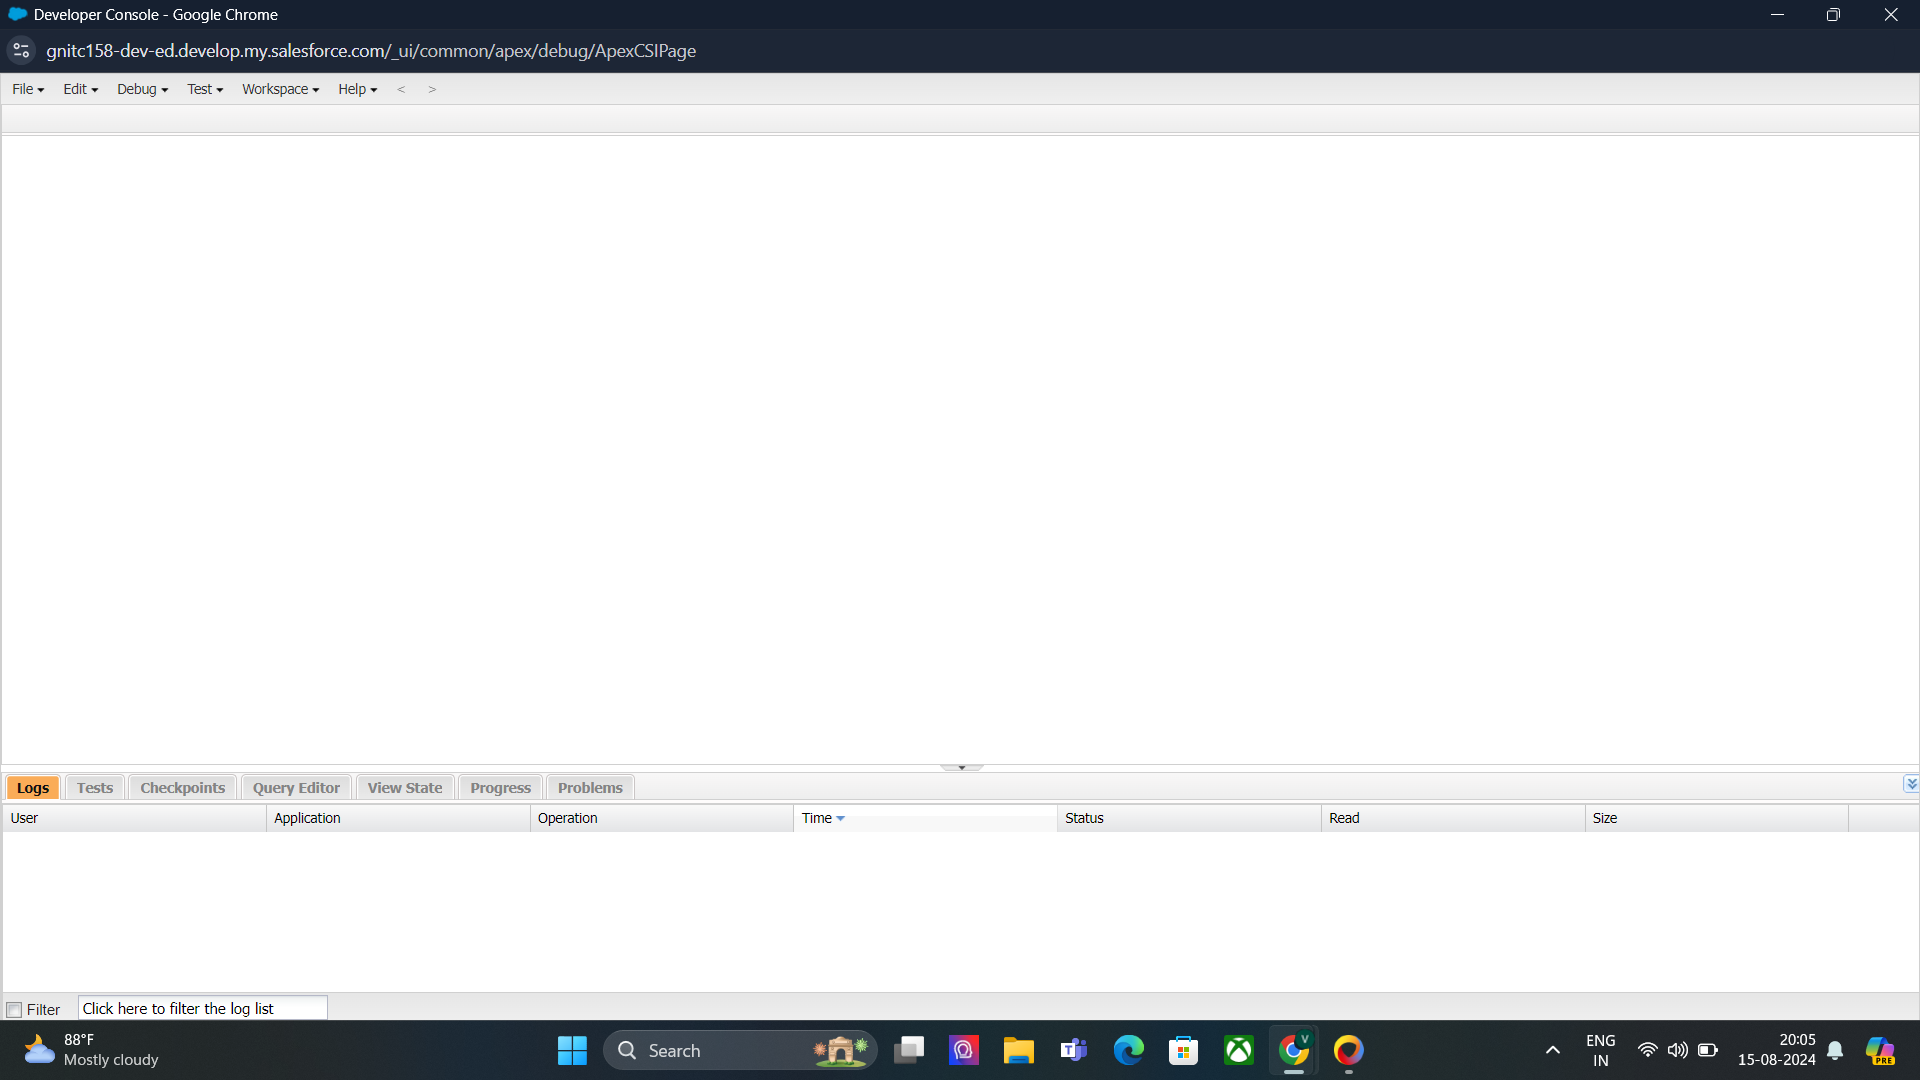 Developer Console - Google Chrome
gnitc158-dev-ed.develop.my.salesforce.com/_ui/common/apex/debug/ApexCSIPage
File Edit Debug Test Workspace Help < >
Logs Tests Checkpoints Query Editor View State Progress Problems
User Application Operation Time Status Read Size
Filter Click here to filter the log list
88°F
Mostly cloudy
Search
V
ENG
IN
20:05
15-08-2024
PRE